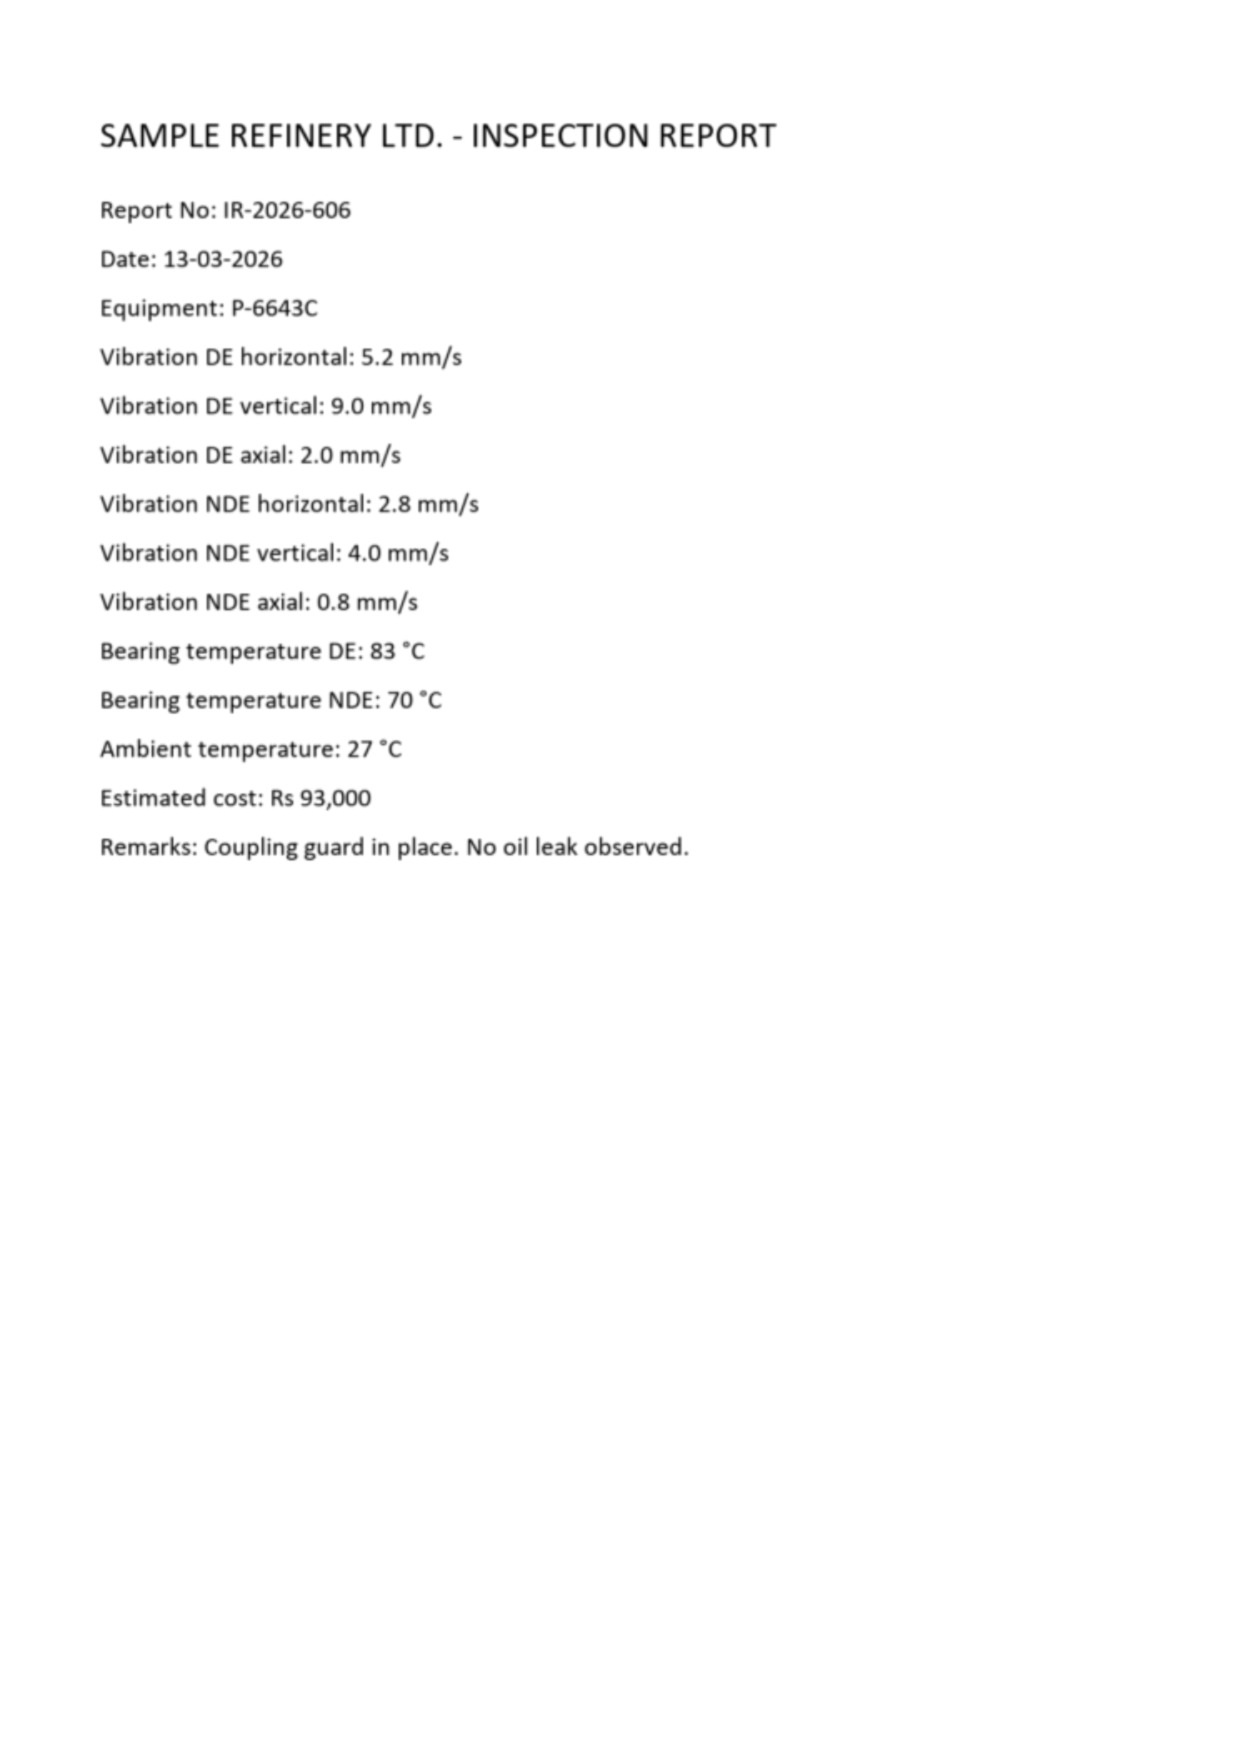 SAMPLE REFINERY LTD. - INSPECTION REPORT
Report No: IR-2026-606
Date: 13-03-2026
Equipment: P-6643C
Vibration DE horizontal: 5.2 mm/s
Vibration DE vertical: 9.0 mm/s
Vibration DE axial: 2.0 mm/s
Vibration NDE horizontal: 2.8 mm/s
Vibration NDE vertical: 4.0 mm/s
Vibration NDE axial: 0.8 mm/s
Bearing temperature DE: 83 °C
Bearing temperature NDE: 70 °C
Ambient temperature: 27 °C
Estimated cost: Rs 93,000
Remarks: Coupling guard in place. No oil leak observed.